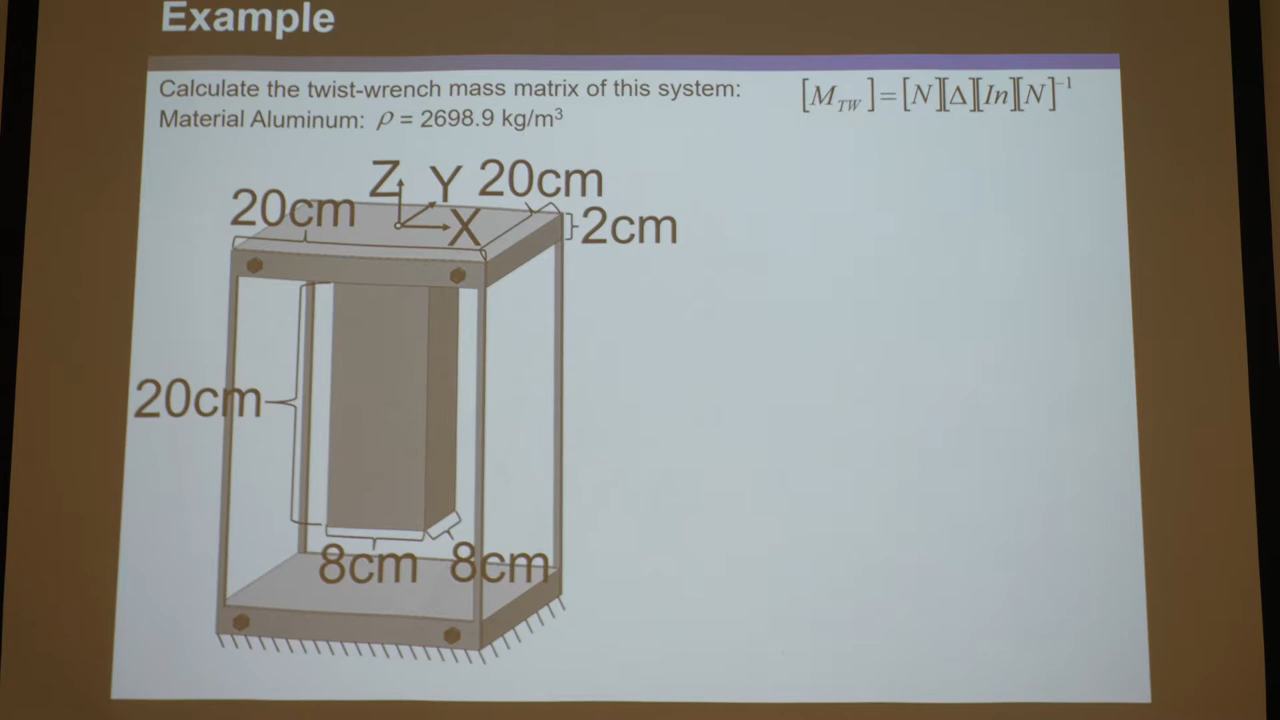 Example
Calculate the twist-wrench mass matrix of this system:
[M_TW]=[N][Δ][In][N]⁻¹
Material Aluminum: ρ = 2698.9 kg/m³
Z
Y
20cm
20cm
X
2cm
20cm
8cm
8cm